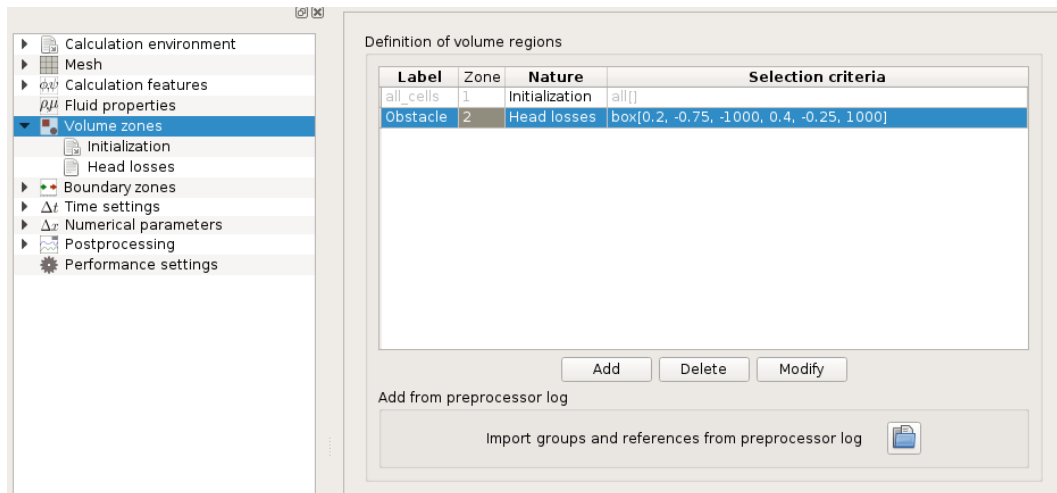 Calculation environment
Mesh
ϕ,ψ Calculation features
ρ,μ Fluid properties
Volume zones
Initialization
Head losses
Boundary zones
Δt Time settings
Δx Numerical parameters
Postprocessing
Performance settings
Definition of volume regions
Label Zone Nature Selection criteria
all_cells 1 Initialization all[]
Obstacle 2 Head losses box[0.2, -0.75, -1000, 0.4, -0.25, 1000]
Add Delete Modify
Add from preprocessor log
Import groups and references from preprocessor log